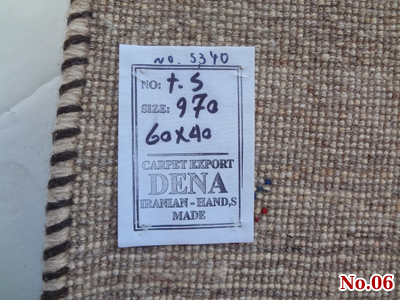 NO. 5340
NO: t.s
SIZE: 970
60x40
CARPET EXPORT
DENA
IRANIAN - HAND,S
MADE
No.06